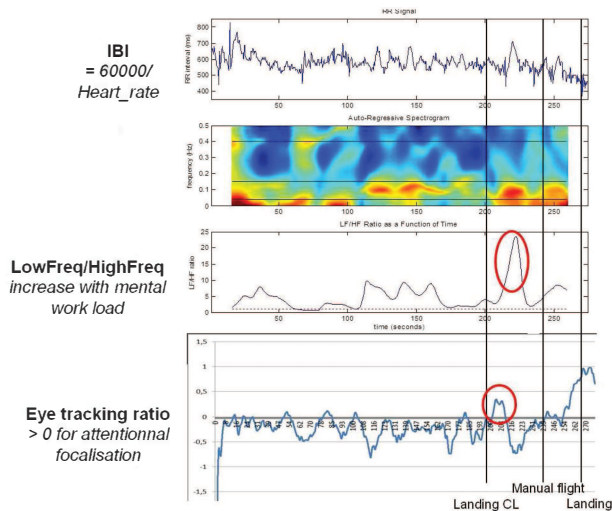 RR Signal
IBI
= 60000/
Heart_rate
RR interval (ms)
800
700
600
500
400
50 100 150 200 250
Auto-Regressive Spectrogram
frequency (Hz)
0.5
0.4
0.3
0.2
0.1
0
50 100 150 200 250
LF/HF Ratio as a Function of Time
LowFreq/HighFreq
increase with mental
work load
LF/HF ratio
25
20
15
10
5
0
50 100 150 200 250
time (seconds)
Eye tracking ratio
> 0 for attentionnal
focalisation
1,5
1
0,5
0
-0,5
-1
-1,5
Manual flight
Landing CL
Landing